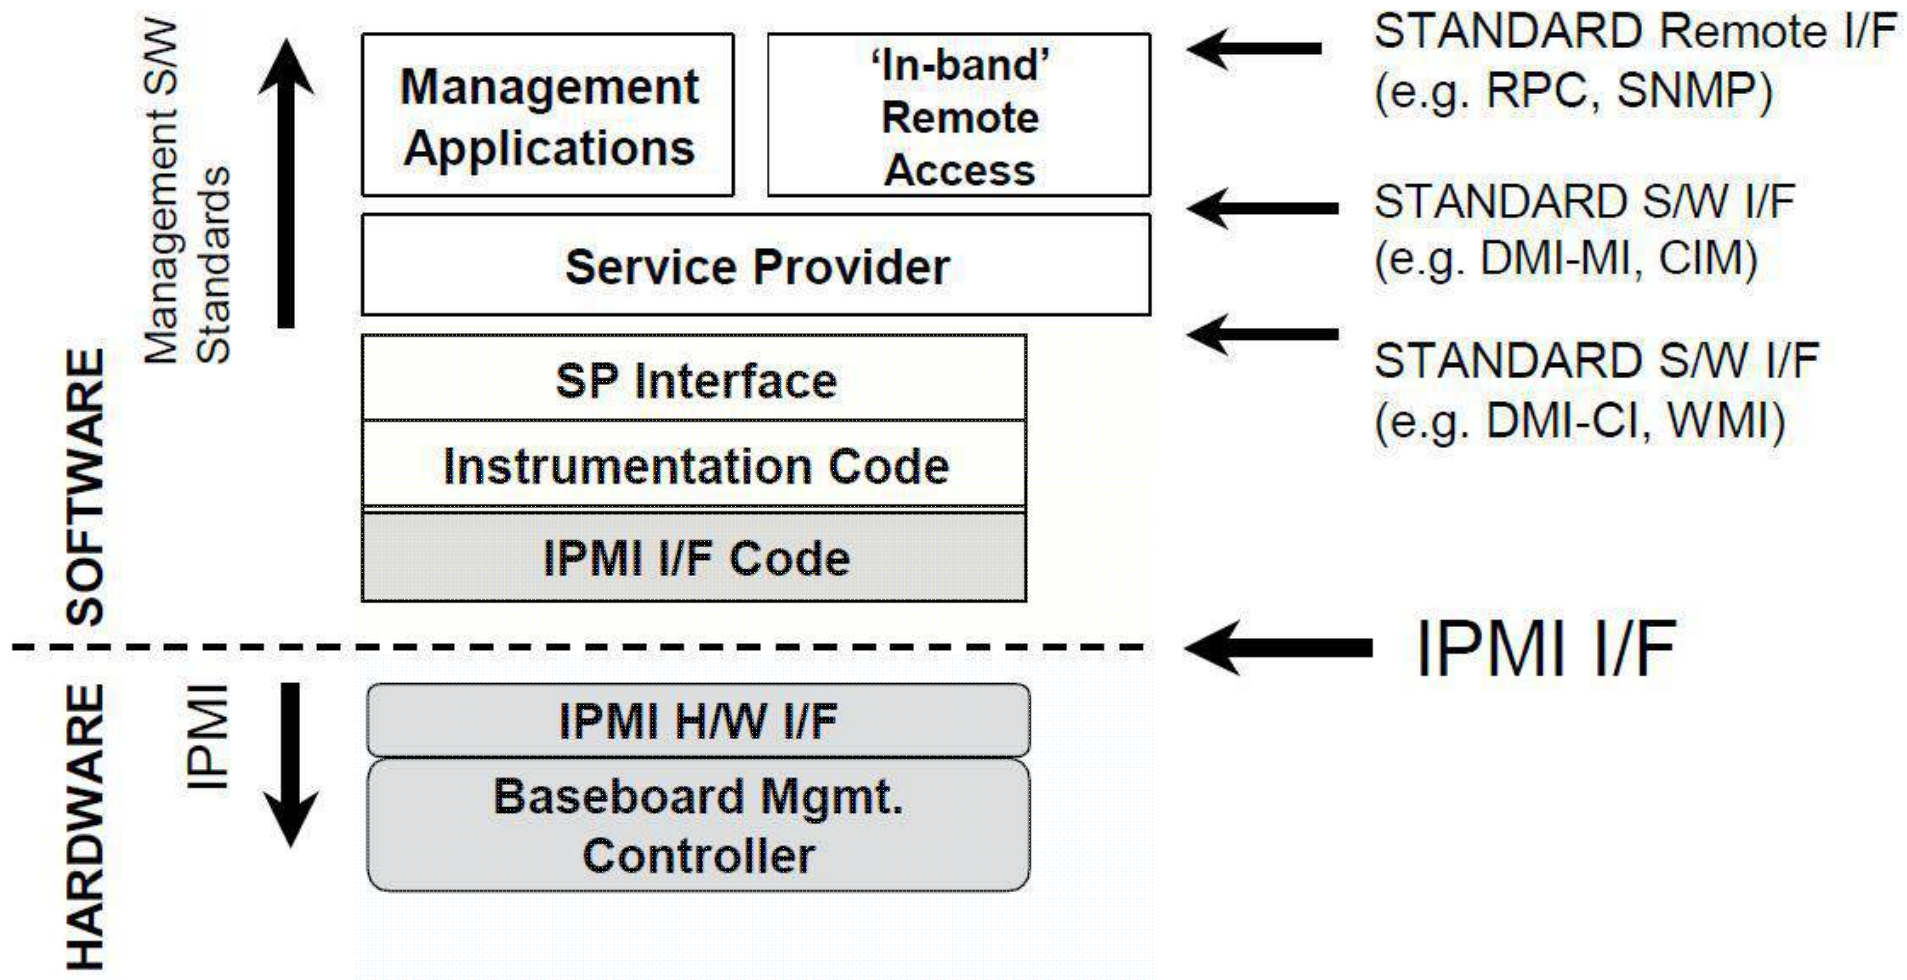 Management S/W
Standards
Management
Applications
‘In-band’
Remote
Access
STANDARD Remote I/F
(e.g. RPC, SNMP)
STANDARD S/W I/F
(e.g. DMI-MI, CIM)
Service Provider
STANDARD S/W I/F
(e.g. DMI-CI, WMI)
SP Interface
Instrumentation Code
IPMI I/F Code
SOFTWARE
IPMI I/F
HARDWARE
IPMI
IPMI H/W I/F
Baseboard Mgmt.
Controller